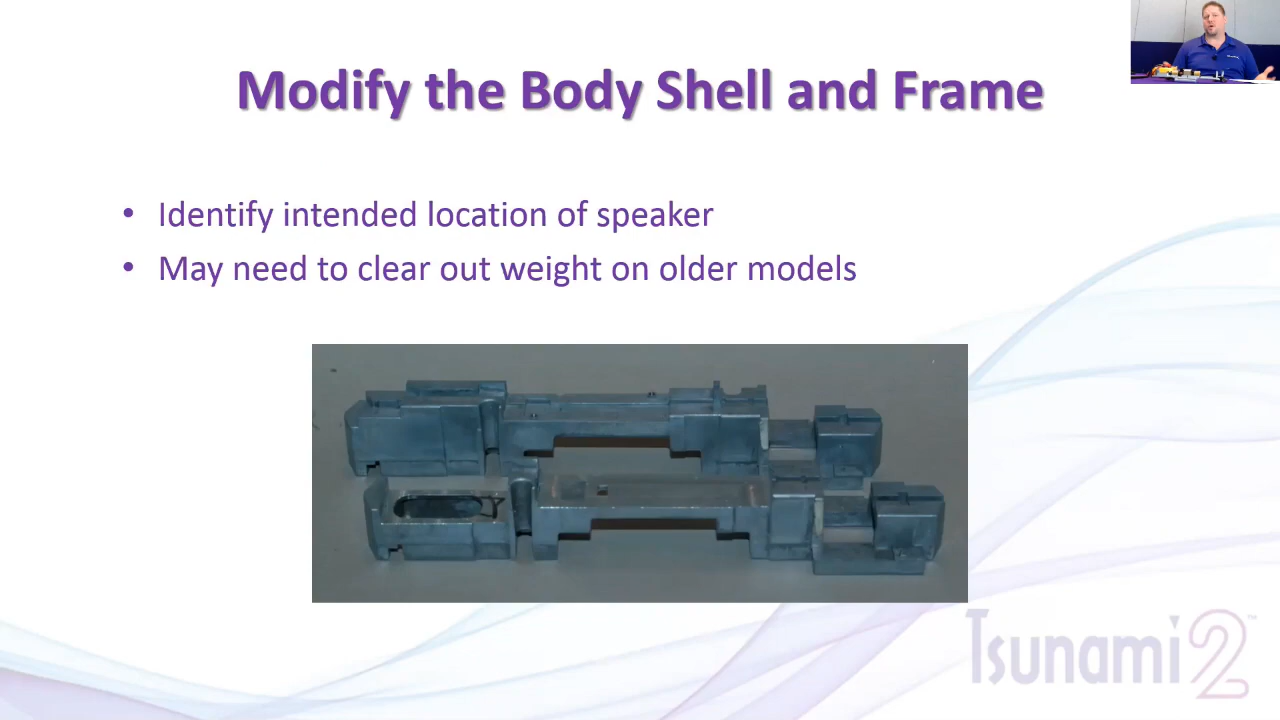 Modify the Body Shell and Frame
• Identify intended location of speaker
• May need to clear out weight on older models
Tsunami2™